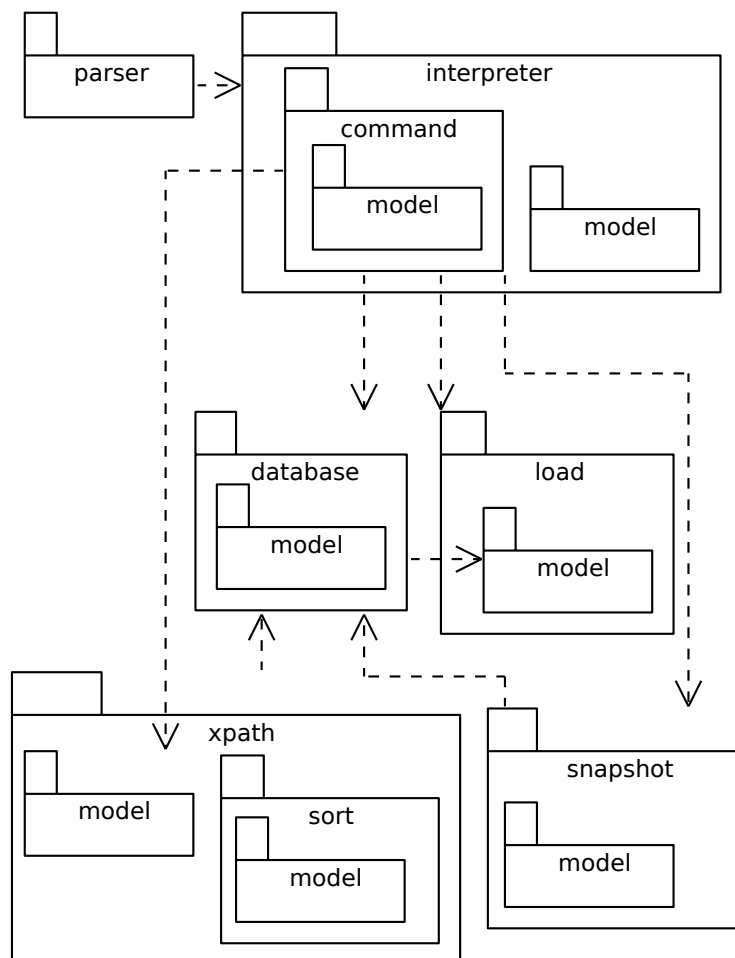 parser
interpreter
command
model
model
database
load
model
model
xpath
snapshot
model
sort
model
model